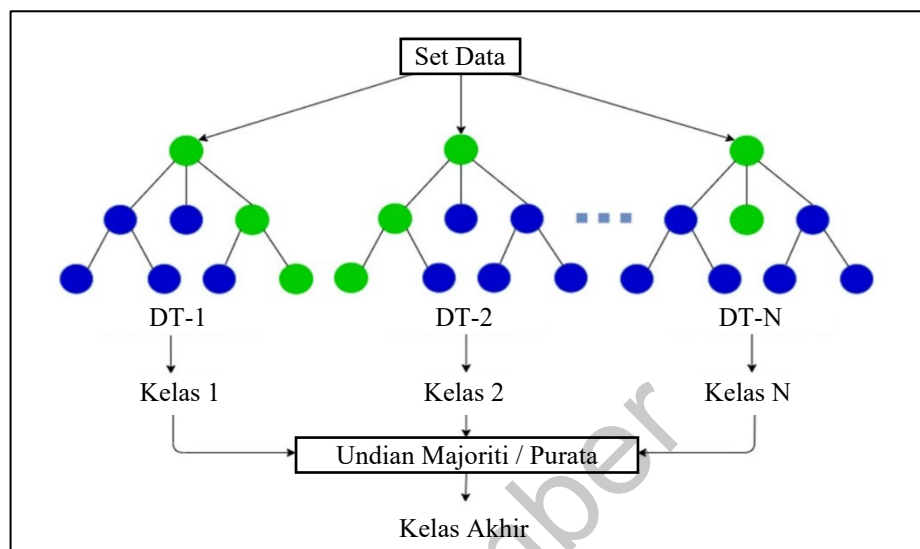 Set Data
DT-1 DT-2 DT-N
Kelas 1 Kelas 2 Kelas N
Undian Majoriti / Purata
Kelas Akhir